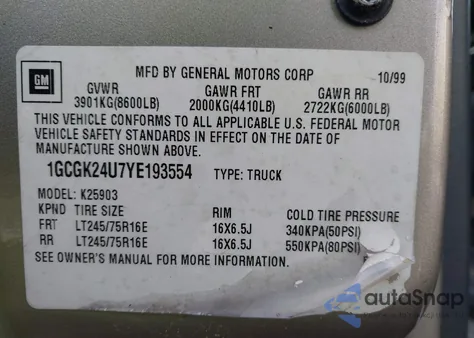 GM
MFD BY GENERAL MOTORS CORP 10/99
GVWR GAWR FRT GAWR RR
3901KG(8600LB) 2000KG(4410LB) 2722KG(6000LB)
THIS VEHICLE CONFORMS TO ALL APPLICABLE U.S. FEDERAL MOTOR
VEHICLE SAFETY STANDARDS IN EFFECT ON THE DATE OF
MANUFACTURE SHOWN ABOVE.
1GCGK24U7YE193554 TYPE: TRUCK
MODEL: K25903
KPND TIRE SIZE RIM COLD TIRE PRESSURE
FRT LT245/75R16E 16X6.5J 340KPA(50PSI)
RR LT245/75R16E 16X6.5J 550KPA(80PSI)
SEE OWNER'S MANUAL FOR MORE INFORMATION.
autoSnap